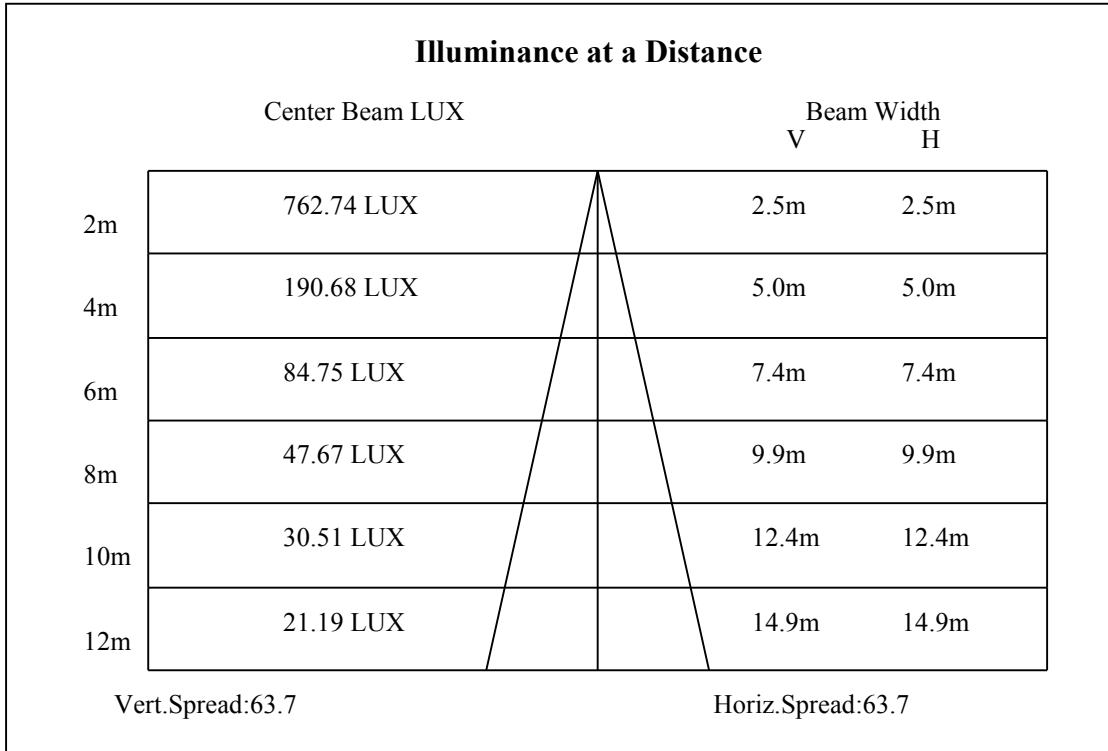 Illuminance at a Distance
Center Beam LUX Beam Width
V H
2m 762.74 LUX 2.5m 2.5m
4m 190.68 LUX 5.0m 5.0m
6m 84.75 LUX 7.4m 7.4m
8m 47.67 LUX 9.9m 9.9m
10m 30.51 LUX 12.4m 12.4m
12m 21.19 LUX 14.9m 14.9m
Vert.Spread:63.7 Horiz.Spread:63.7